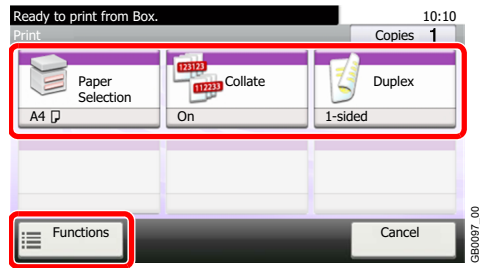 Ready to print from Box.
10:10
Print
Copies 1
123123
112233
Paper
Selection
Collate
Duplex
A4
On
1-sided
Functions
Cancel
GB0097_00